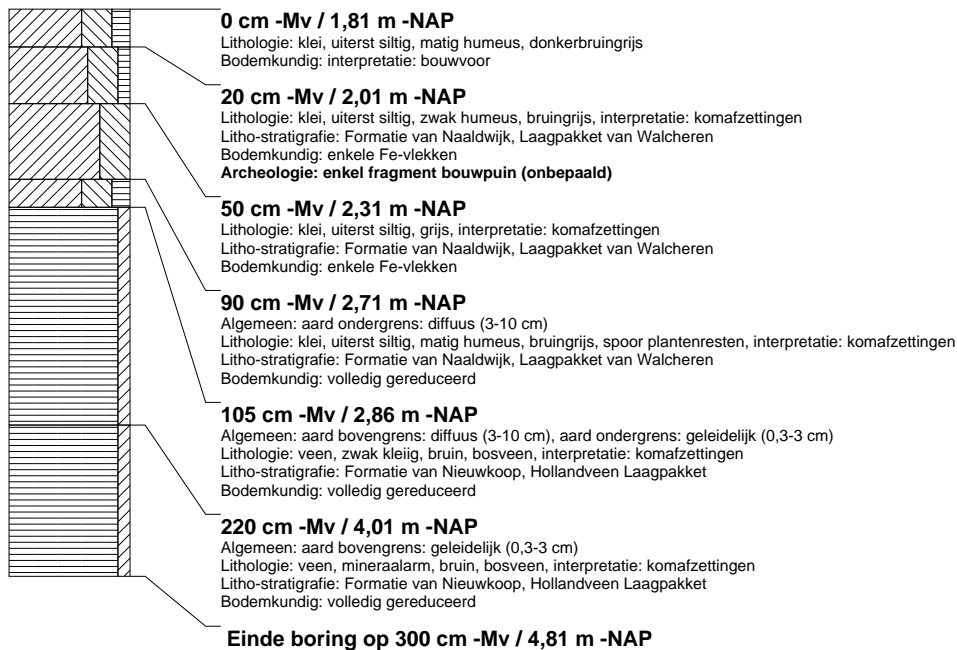 0 cm -Mv / 1,81 m -NAP
Lithologie: klei, uiterst siltig, matig humeus, donkerbruingrijs
Bodemkundig: interpretatie: bouwvoor
20 cm -Mv / 2,01 m -NAP
Lithologie: klei, uiterst siltig, zwak humeus, bruingrijs, interpretatie: komafzettingen
Litho-stratigrafie: Formatie van Naaldwijk, Laagpakket van Walcheren
Bodemkundig: enkele Fe-vlekken
Archeologie: enkel fragment bouwpuin (onbepaald)
50 cm -Mv / 2,31 m -NAP
Lithologie: klei, uiterst siltig, grijs, interpretatie: komafzettingen
Litho-stratigrafie: Formatie van Naaldwijk, Laagpakket van Walcheren
Bodemkundig: enkele Fe-vlekken
90 cm -Mv / 2,71 m -NAP
Algemeen: aard ondergrens: diffuus (3-10 cm)
Lithologie: klei, uiterst siltig, matig humeus, bruingrijs, spoor plantenresten, interpretatie: komafzettingen
Litho-stratigrafie: Formatie van Naaldwijk, Laagpakket van Walcheren
Bodemkundig: volledig gereduceerd
105 cm -Mv / 2,86 m -NAP
Algemeen: aard bovengrens: diffuus (3-10 cm), aard ondergrens: geleidelijk (0,3-3 cm)
Lithologie: veen, zwak kleiig, bruin, bosveen, interpretatie: komafzettingen
Litho-stratigrafie: Formatie van Nieuwkoop, Hollandveen Laagpakket
Bodemkundig: volledig gereduceerd
220 cm -Mv / 4,01 m -NAP
Algemeen: aard bovengrens: geleidelijk (0,3-3 cm)
Lithologie: veen, mineraalarm, bruin, bosveen, interpretatie: komafzettingen
Litho-stratigrafie: Formatie van Nieuwkoop, Hollandveen Laagpakket
Bodemkundig: volledig gereduceerd
Einde boring op 300 cm -Mv / 4,81 m -NAP